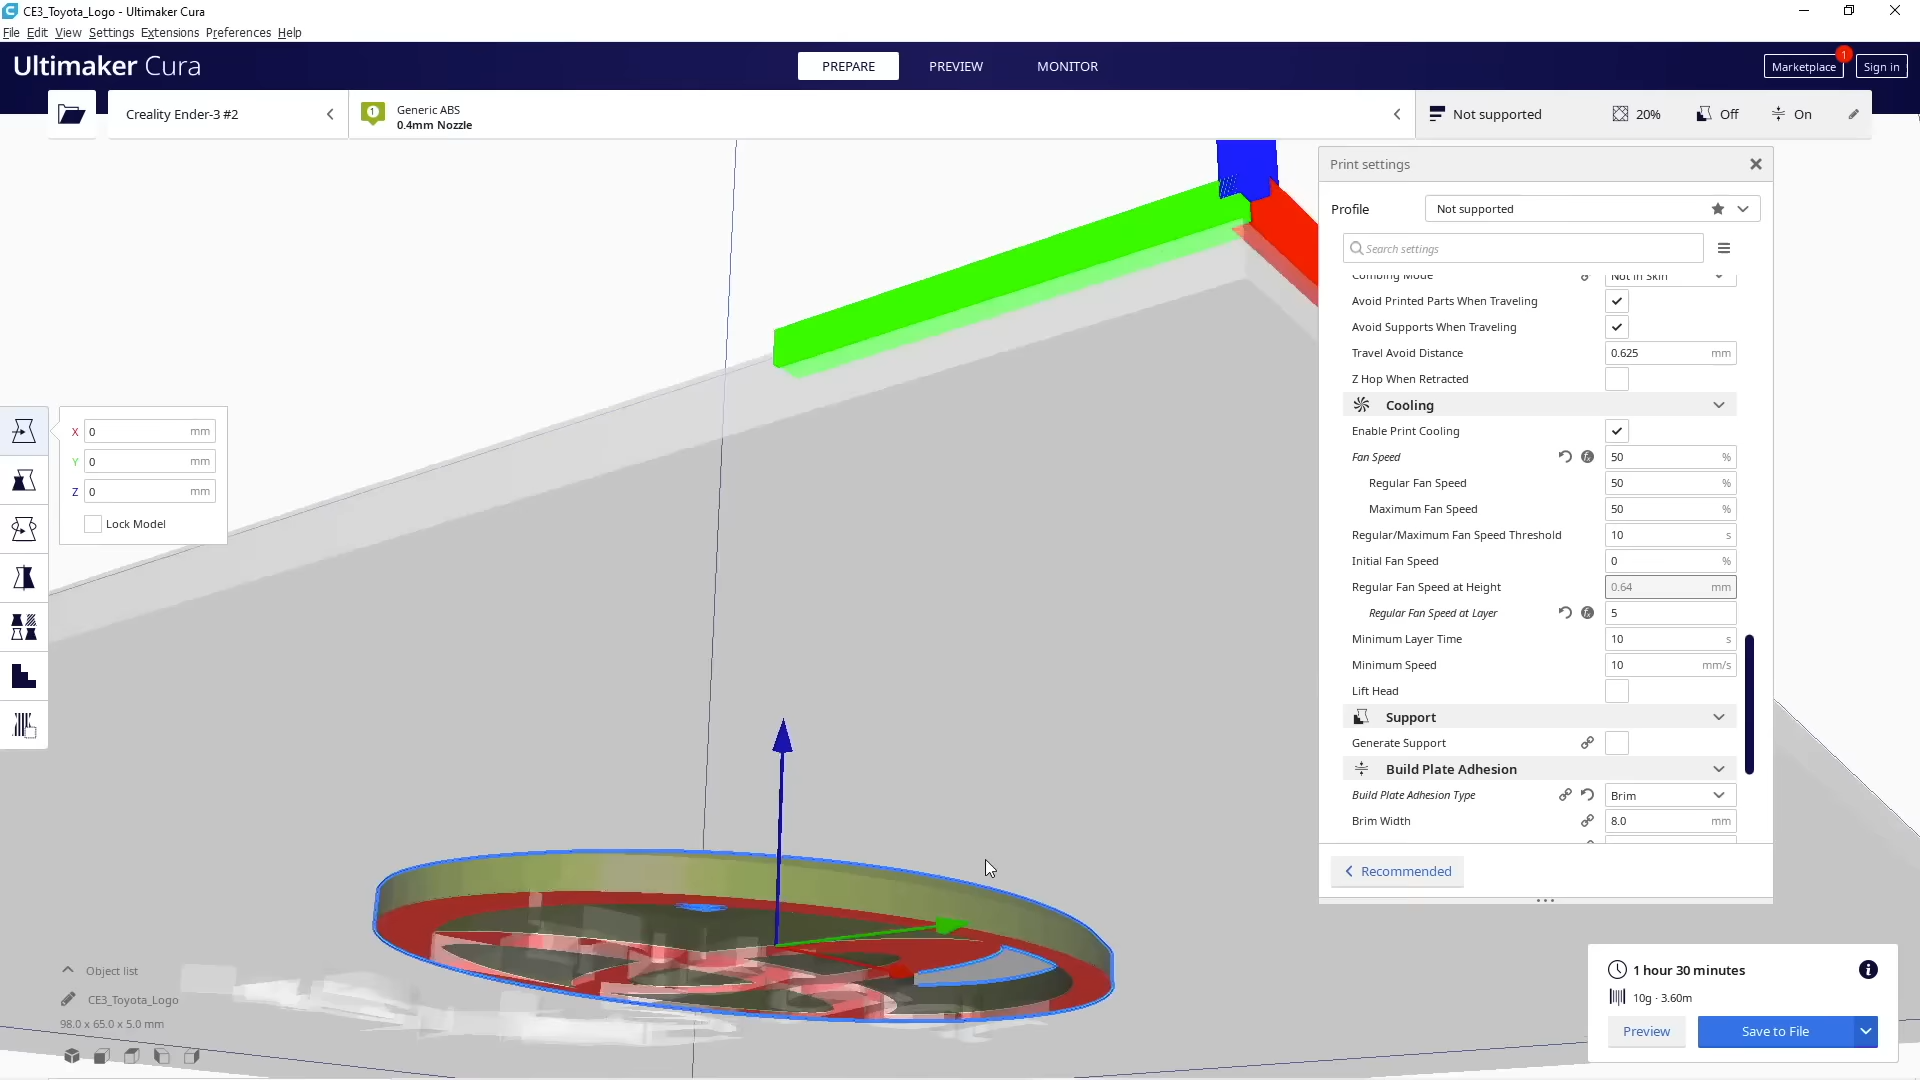 CE3_Toyota_Logo - Ultimaker Cura
File Edit View Settings Extensions Preferences Help
Ultimaker Cura
PREPARE PREVIEW MONITOR
Marketplace 1 Sign in
Creality Ender-3 #2
1 Generic ABS
0.4mm Nozzle
Not supported 20% Off On
Print settings
Profile Not supported
Search settings
Combing Mode Not in Skin
Avoid Printed Parts When Traveling
Avoid Supports When Traveling
Travel Avoid Distance 0.625 mm
Z Hop When Retracted
Cooling
Enable Print Cooling
Fan Speed 50 %
Regular Fan Speed 50 %
Maximum Fan Speed 50 %
Regular/Maximum Fan Speed Threshold 10 s
Initial Fan Speed 0 %
Regular Fan Speed at Height 0.64 mm
Regular Fan Speed at Layer 5
Minimum Layer Time 10 s
Minimum Speed 10 mm/s
Lift Head
Support
Generate Support
Build Plate Adhesion
Build Plate Adhesion Type Brim
Brim Width 8.0 mm
Recommended
X 0 mm
Y 0 mm
Z 0 mm
Lock Model
Object list
CE3_Toyota_Logo
98.0 x 65.0 x 5.0 mm
1 hour 30 minutes
10g · 3.60m
Preview Save to File